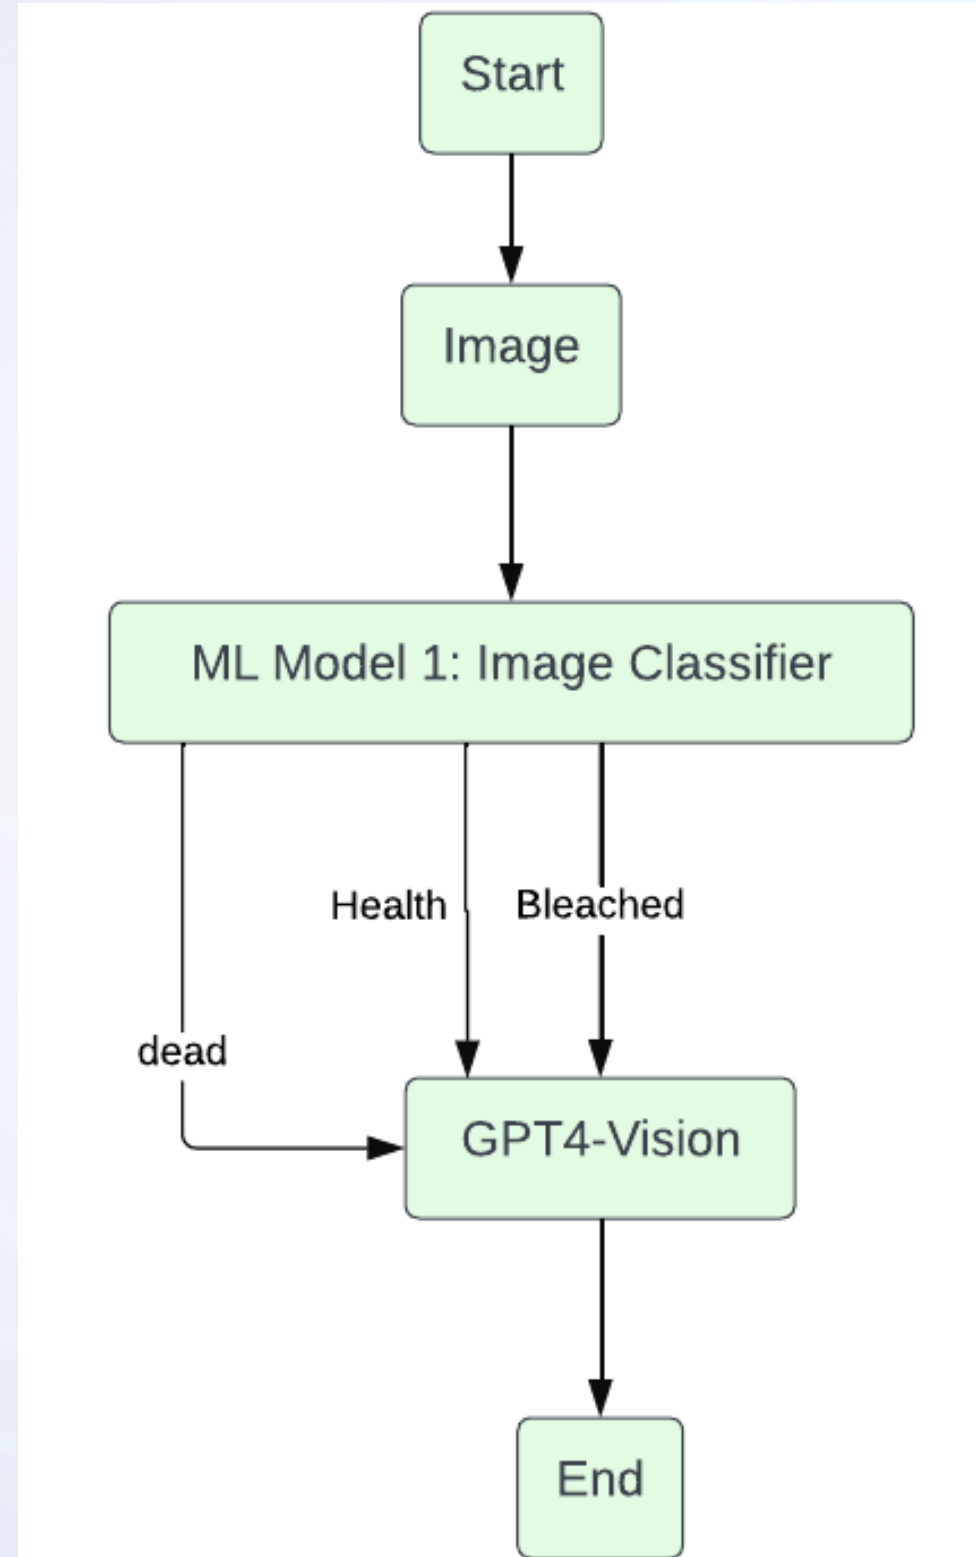 Start
Image
ML Model 1: Image Classifier
Health
Bleached
dead
GPT4-Vision
End